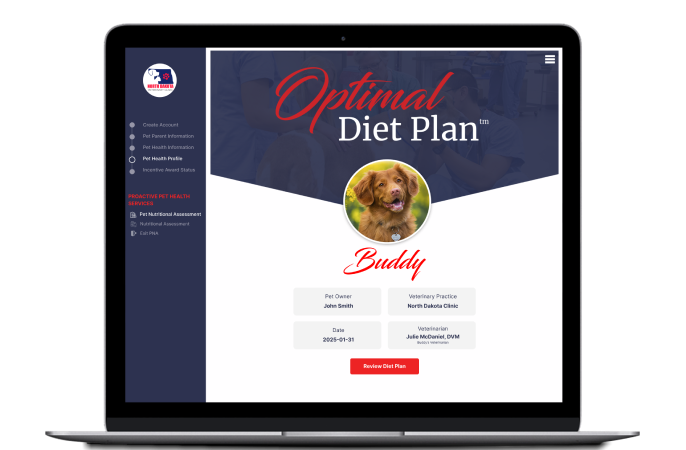 NORTH DAKOTA
Create Account
Pet Parent Information
Pet Health Information
Pet Health Profile
Incentive Award Status
PROACTIVE PET HEALTH
SERVICES
Pet Nutritional Assessment
Nutritional Assessment
Exit PNA
Optimal
Diet Plan™
Buddy
Pet Owner
John Smith
Veterinary Practice
North Dakota Clinic
Date
2025-01-31
Veterinarian
Julie McDaniel, DVM
Buddy's Veterinarian
Review Diet Plan